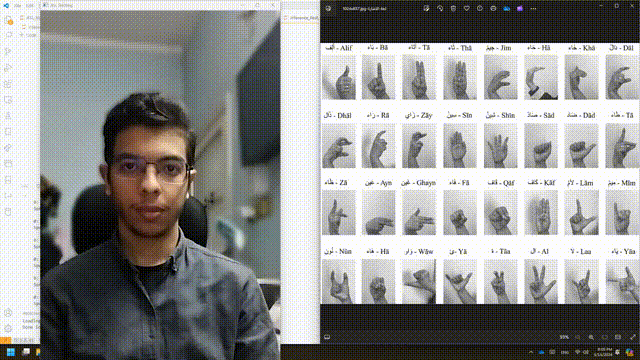 ألف - Alif باء - Bā تاء - Tā ثاء - Thā جيم - Jim حاء - Hā خاء - Khā دال - Dāl
ذال - Dhāl راء - Rā زاي - Zāy سين - Sīn شين - Shīn صاد - Sād ضاد - Dād طاء - Tā
ظاء - Zā عين - Ayn غين - Ghayn فاء - Fā قاف - Qāf كاف - Kāf لام - Lām ميم - Mīm
نون - Nūn هاء - Hā واو - Wāw ئ - Yā ة - Tāa ال - Al لا - Laa ياء - Yāa